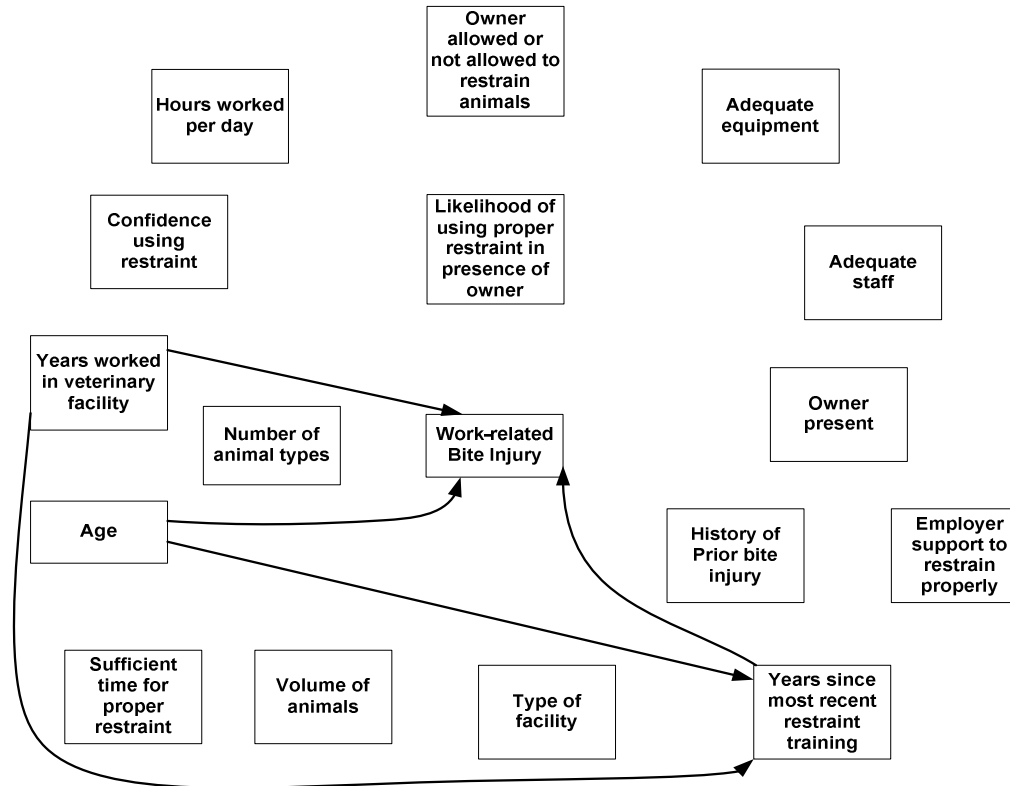 Owner
allowed or
not allowed to
restrain
animals
Hours worked
per day
Adequate
equipment
Confidence
using
restraint
Likelihood of
using proper
restraint in
presence of
owner
Adequate
staff
Years worked
in veterinary
facility
Number of
animal types
Work-related
Bite Injury
Owner
present
Age
History of
Prior bite
injury
Employer
support to
restrain
properly
Sufficient
time for
proper
restraint
Volume of
animals
Type of
facility
Years since
most recent
restraint
training